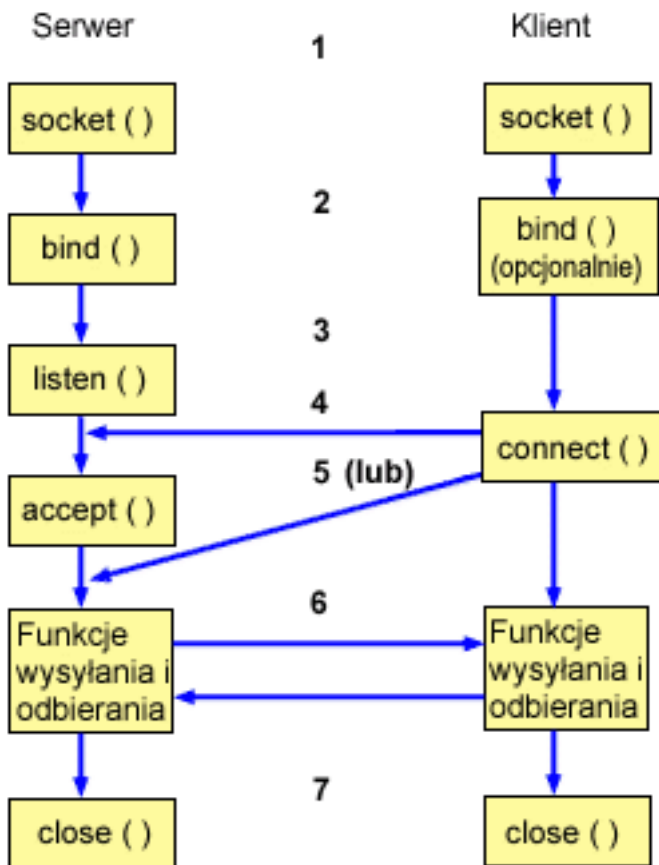 Serwer
1
Klient
socket ( )
socket ( )
2
bind ( )
bind ( )
(opcjonalnie)
3
listen ( )
4
connect ( )
5 (lub)
accept ( )
6
Funkcje
wysyłania i
odbierania
Funkcje
wysyłania i
odbierania
7
close ( )
close ( )